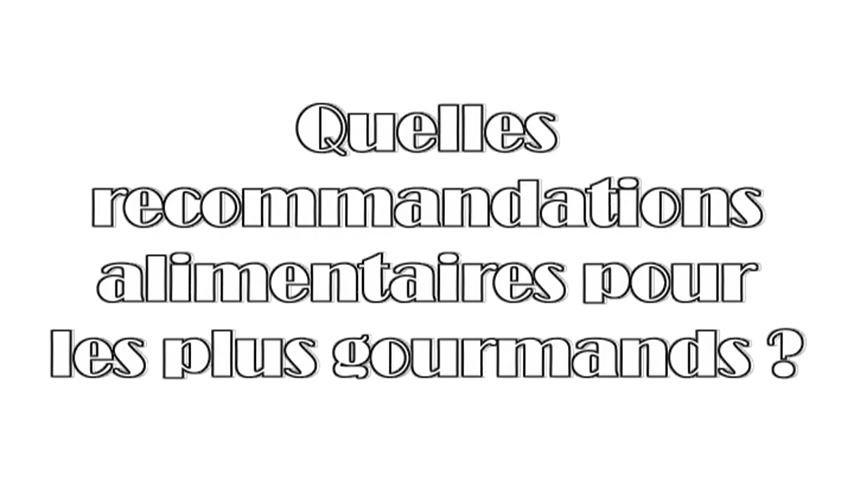 Quelles
recommandations
alimentaires pour
les plus gourmands ?